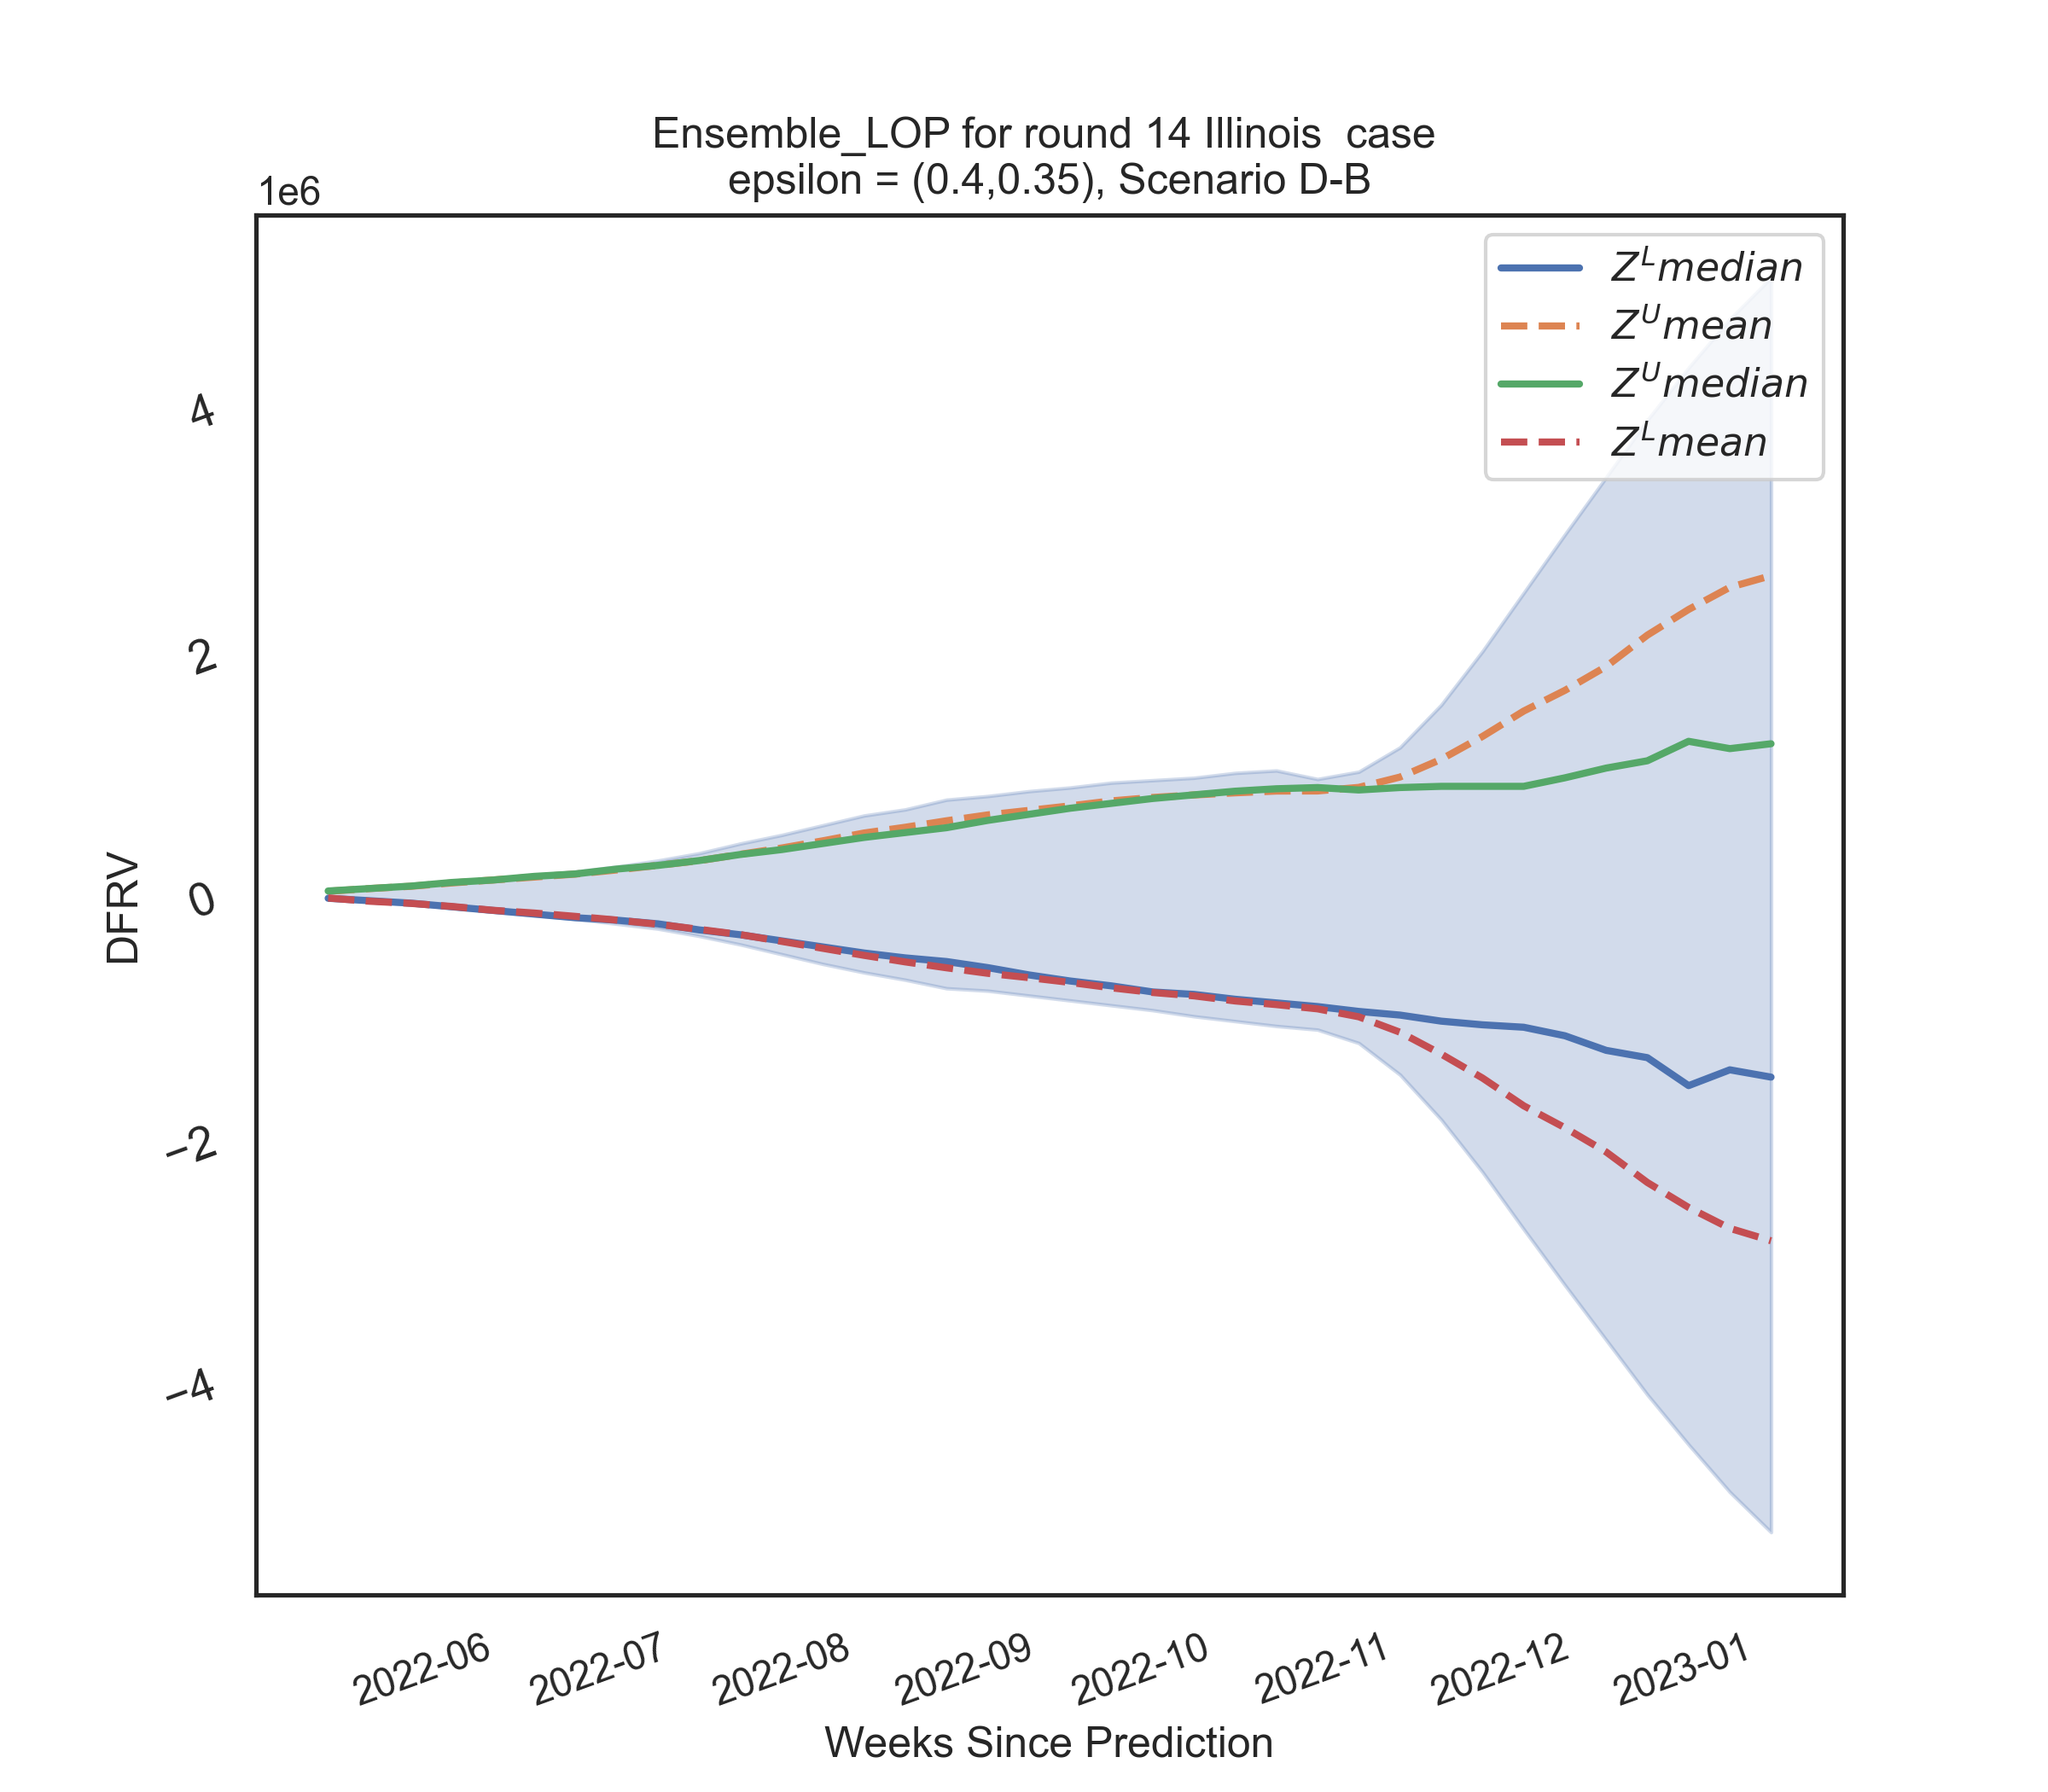 Ensemble_LOP for round 14 Illinois  case
epsilon = (0.4,0.35), Scenario D-B
1e6
Z^L median
Z^U mean
Z^U median
Z^L mean
4
2
0
−2
−4
DFRV
2022-06
2022-07
2022-08
2022-09
2022-10
2022-11
2022-12
2023-01
Weeks Since Prediction